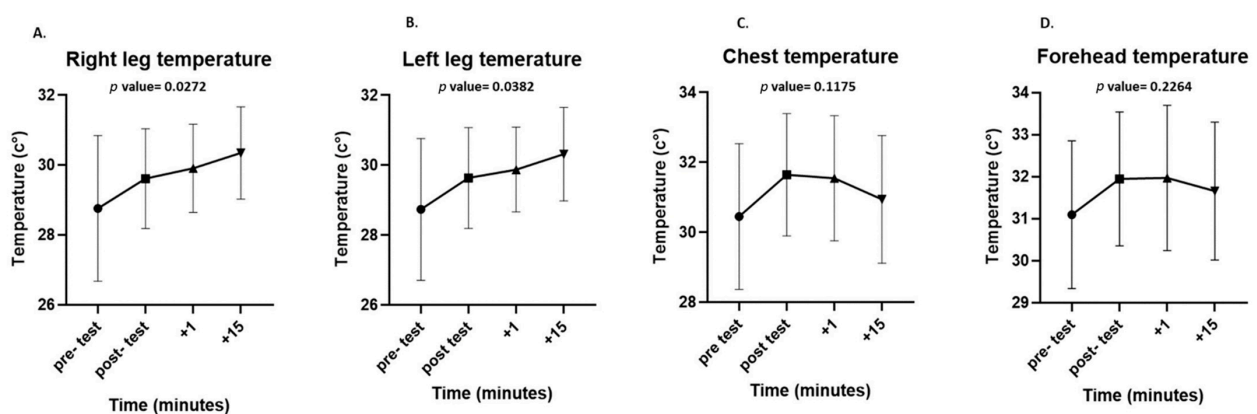 A.
Right leg temperature
p value= 0.0272
Temperature (c°)
32
30
28
26
pre- test
post- test
+1
+15
Time (minutes)
B.
Left leg temerature
p value= 0.0382
Temperature (c°)
32
30
28
26
pre- test
post test
+1
+15
Time (minutes)
C.
Chest temperature
p value= 0.1175
Temperature (c°)
34
32
30
28
pre test
post test
+1
+15
Time (minutes)
D.
Forehead temperature
p value= 0.2264
Temperature (c°)
34
33
32
31
30
29
pre- test
post- test
+1
+15
Time (minutes)